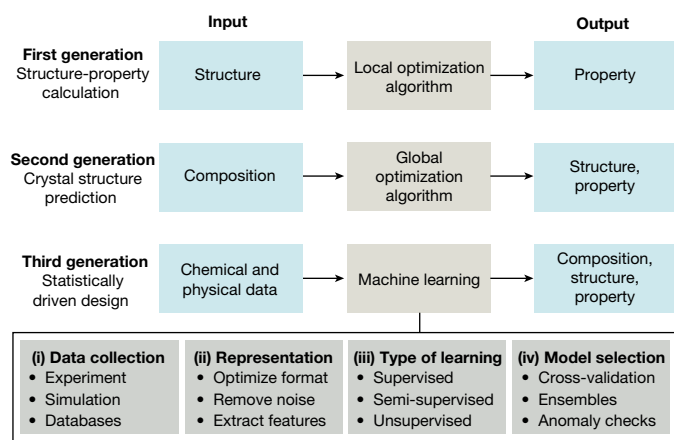 Input
Output
First generation
Structure-property
calculation
Structure
Local optimization
algorithm
Property
Second generation
Crystal structure
prediction
Composition
Global
optimization
algorithm
Structure,
property
Third generation
Statistically
driven design
Chemical and
physical data
Machine learning
Composition,
structure,
property
(i) Data collection
• Experiment
• Simulation
• Databases
(ii) Representation
• Optimize format
• Remove noise
• Extract features
(iii) Type of learning
• Supervised
• Semi-supervised
• Unsupervised
(iv) Model selection
• Cross-validation
• Ensembles
• Anomaly checks